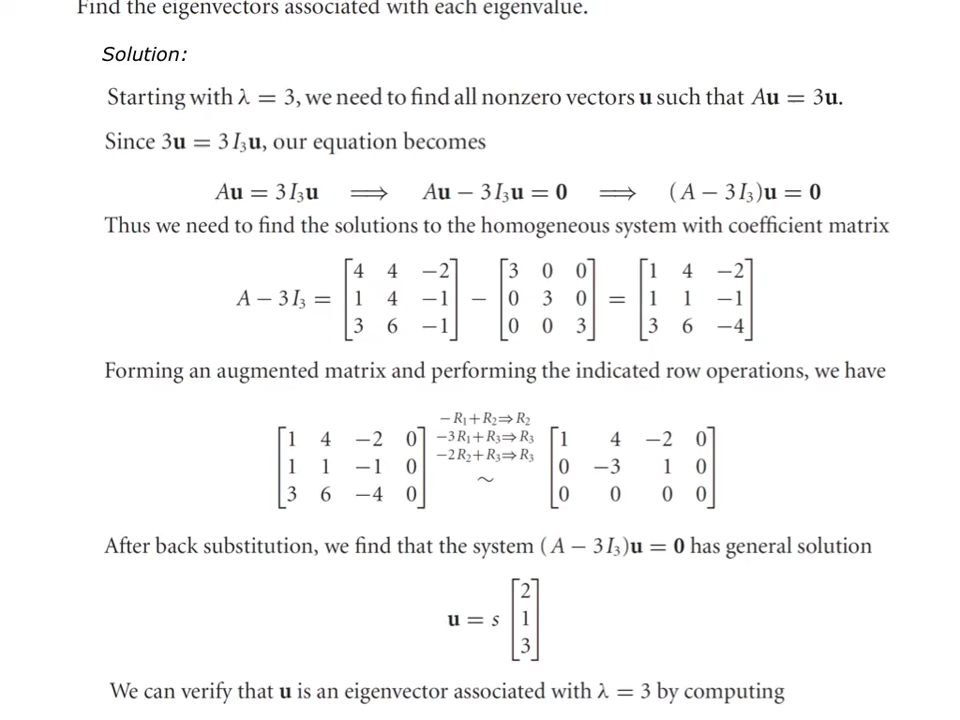 Find the eigenvectors associated with each eigenvalue.
Solution:
Starting with λ = 3, we need to find all nonzero vectors u such that Au = 3u.
Since 3u = 3I₃u, our equation becomes
Au = 3I₃u ⟹ Au − 3I₃u = 0 ⟹ (A − 3I₃)u = 0
Thus we need to find the solutions to the homogeneous system with coefficient matrix
4 4 −2 3 0 0 1 4 −2
A − 3I₃ = 1 4 −1 − 0 3 0 = 1 1 −1
3 6 −1 0 0 3 3 6 −4
Forming an augmented matrix and performing the indicated row operations, we have
−R₁+R₂⇒R₂
1 4 −2 0 −3R₁+R₃⇒R₃ 1 4 −2 0
−2R₂+R₃⇒R₃
1 1 −1 0 ∼ 0 −3 1 0
3 6 −4 0 0 0 0 0
After back substitution, we find that the system (A − 3I₃)u = 0 has general solution
2
u = s 1
3
We can verify that u is an eigenvector associated with λ = 3 by computing